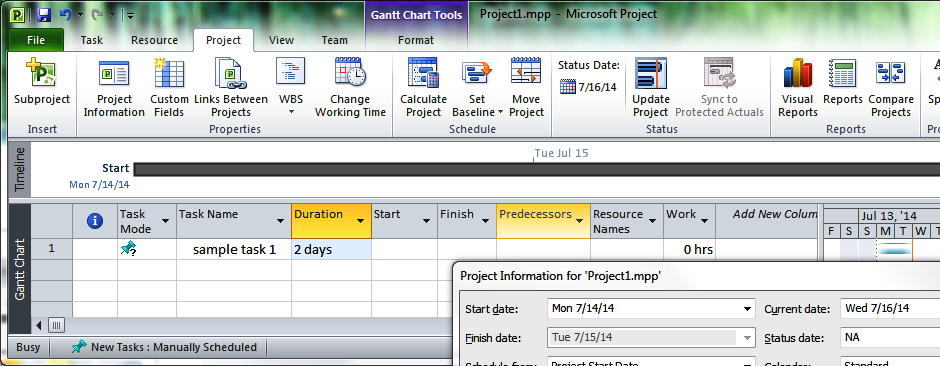 Gantt Chart Tools Project1.mpp - Microsoft Project
File Task Resource Project View Team Format
Subproject
Project Information
Custom Fields
Links Between Projects
WBS
Change Working Time
Calculate Project
Set Baseline
Move Project
Status Date:
7/16/14
Update Project
Sync to Protected Actuals
Visual Reports
Reports
Compare Projects
Sp
Insert Properties Schedule Status Reports
Timeline
Tue Jul 15
Start
Mon 7/14/14
Gantt Chart
Task Mode Task Name Duration Start Finish Predecessors Resource Names Work Add New Colum
Jul 13, '14
F S S M T W T
1 sample task 1 2 days 0 hrs
Project Information for 'Project1.mpp'
Start date: Mon 7/14/14 Current date: Wed 7/16/14
Finish date: Tue 7/15/14 Status date: NA
Schedule from: Project Start Date Calendar: Standard
Busy New Tasks : Manually Scheduled